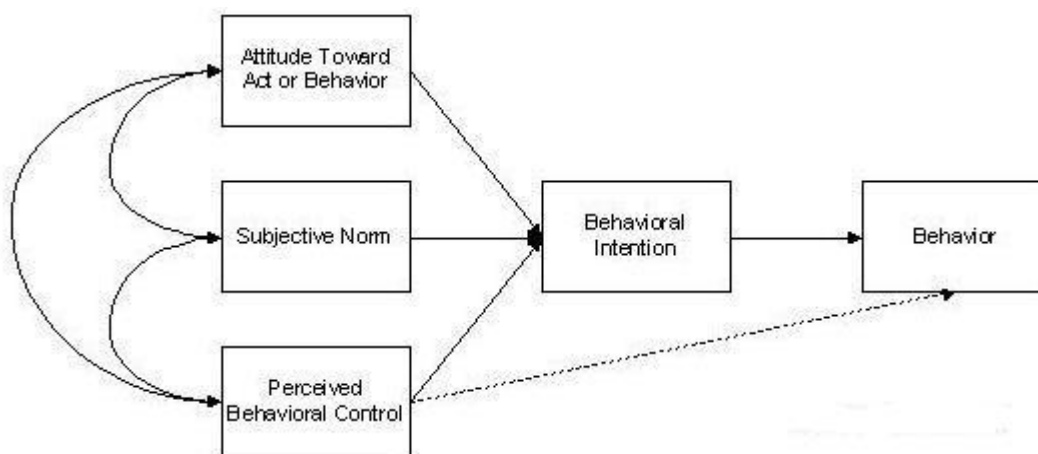 Attitude Toward
Act or Behavior
Subjective Norm
Behavioral
Intention
Behavior
Perceived
Behavioral Control